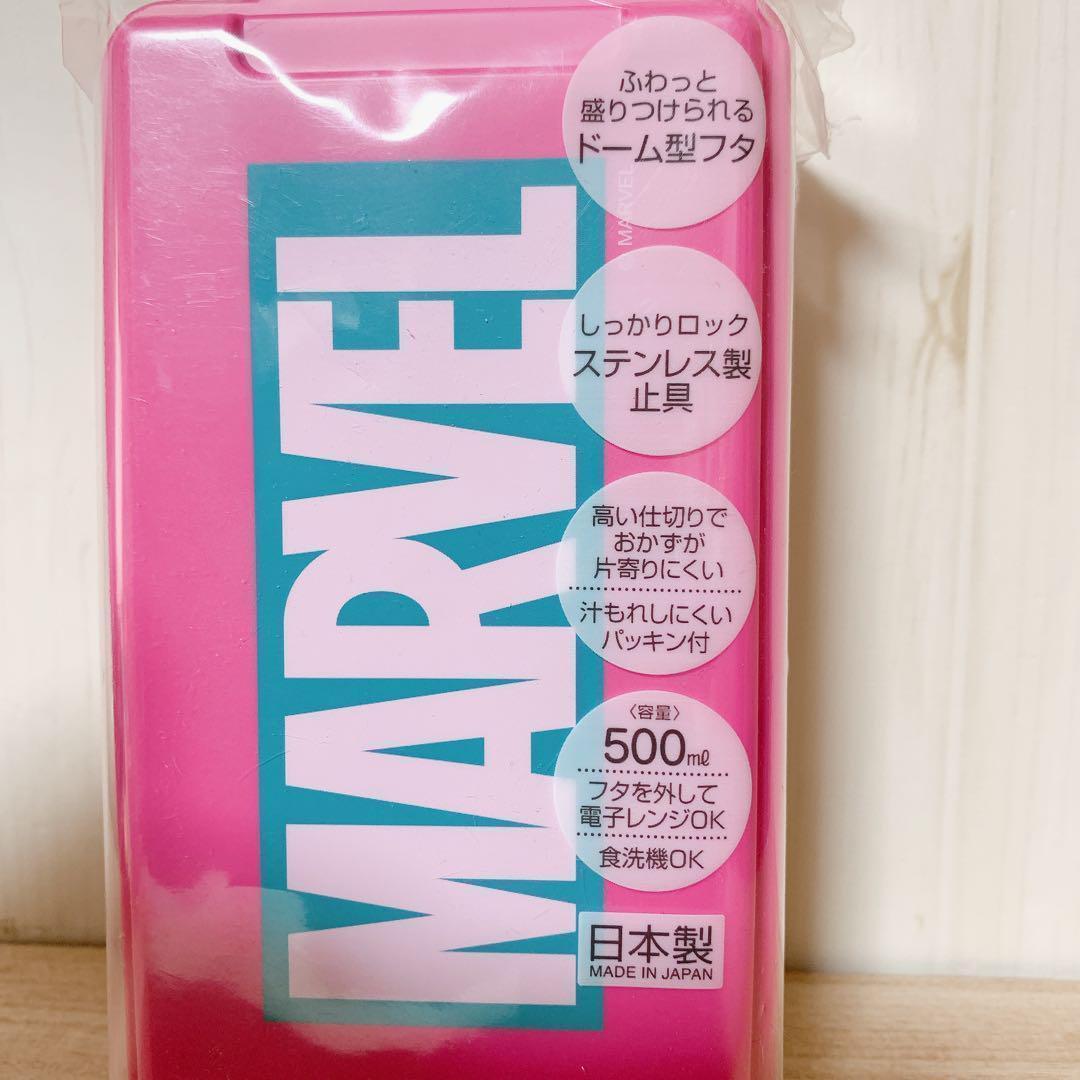 ふわっと
盛りつけられる
ドーム型フタ
© MARVEL
MARVEL
しっかりロック
ステンレス製
止具
高い仕切りで
おかずが
片寄りにくい
汁もれしにくい
パッキン付
〈容量〉
500mℓ
フタを外して
電子レンジOK
食洗機OK
日本製
MADE IN JAPAN